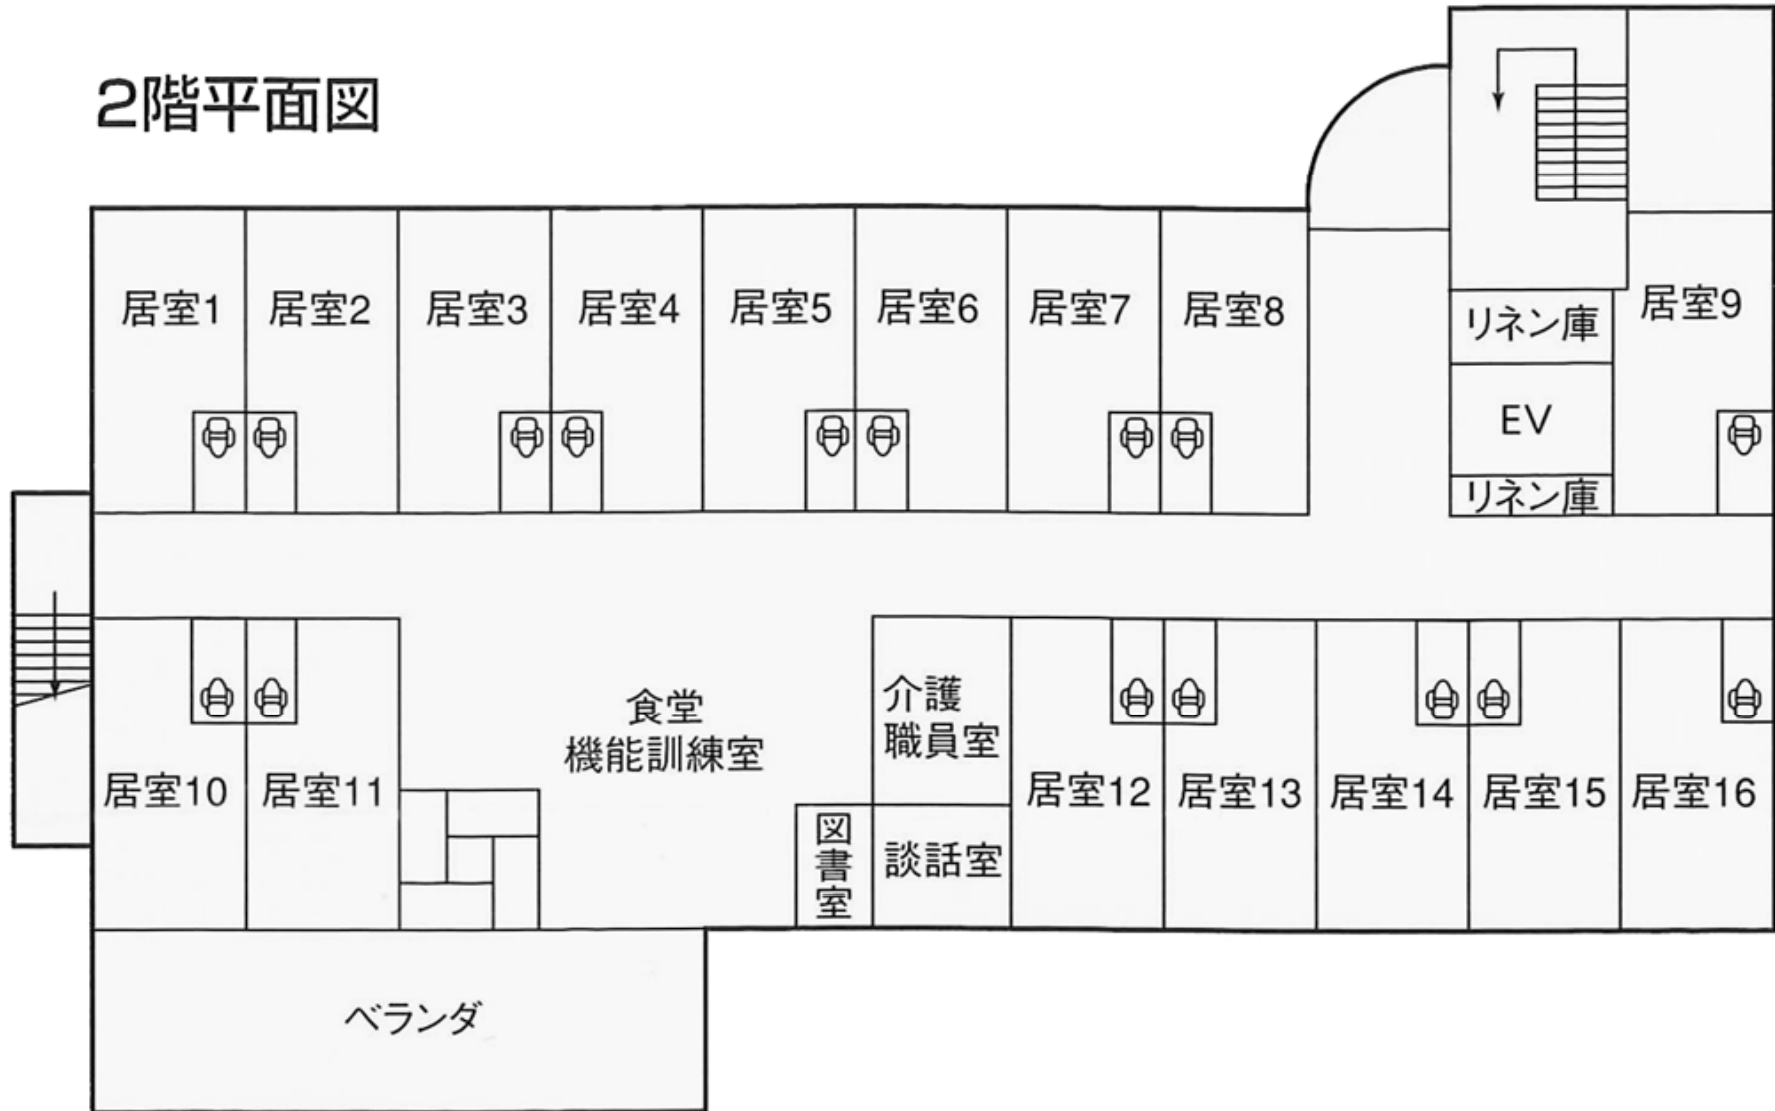 2階平面図
居室1
居室2
居室3
居室4
居室5
居室6
居室7
居室8
リネン庫
居室9
EV
リネン庫
食堂
機能訓練室
介護
職員室
居室10
居室11
居室12
居室13
居室14
居室15
居室16
図書室
談話室
ベランダ